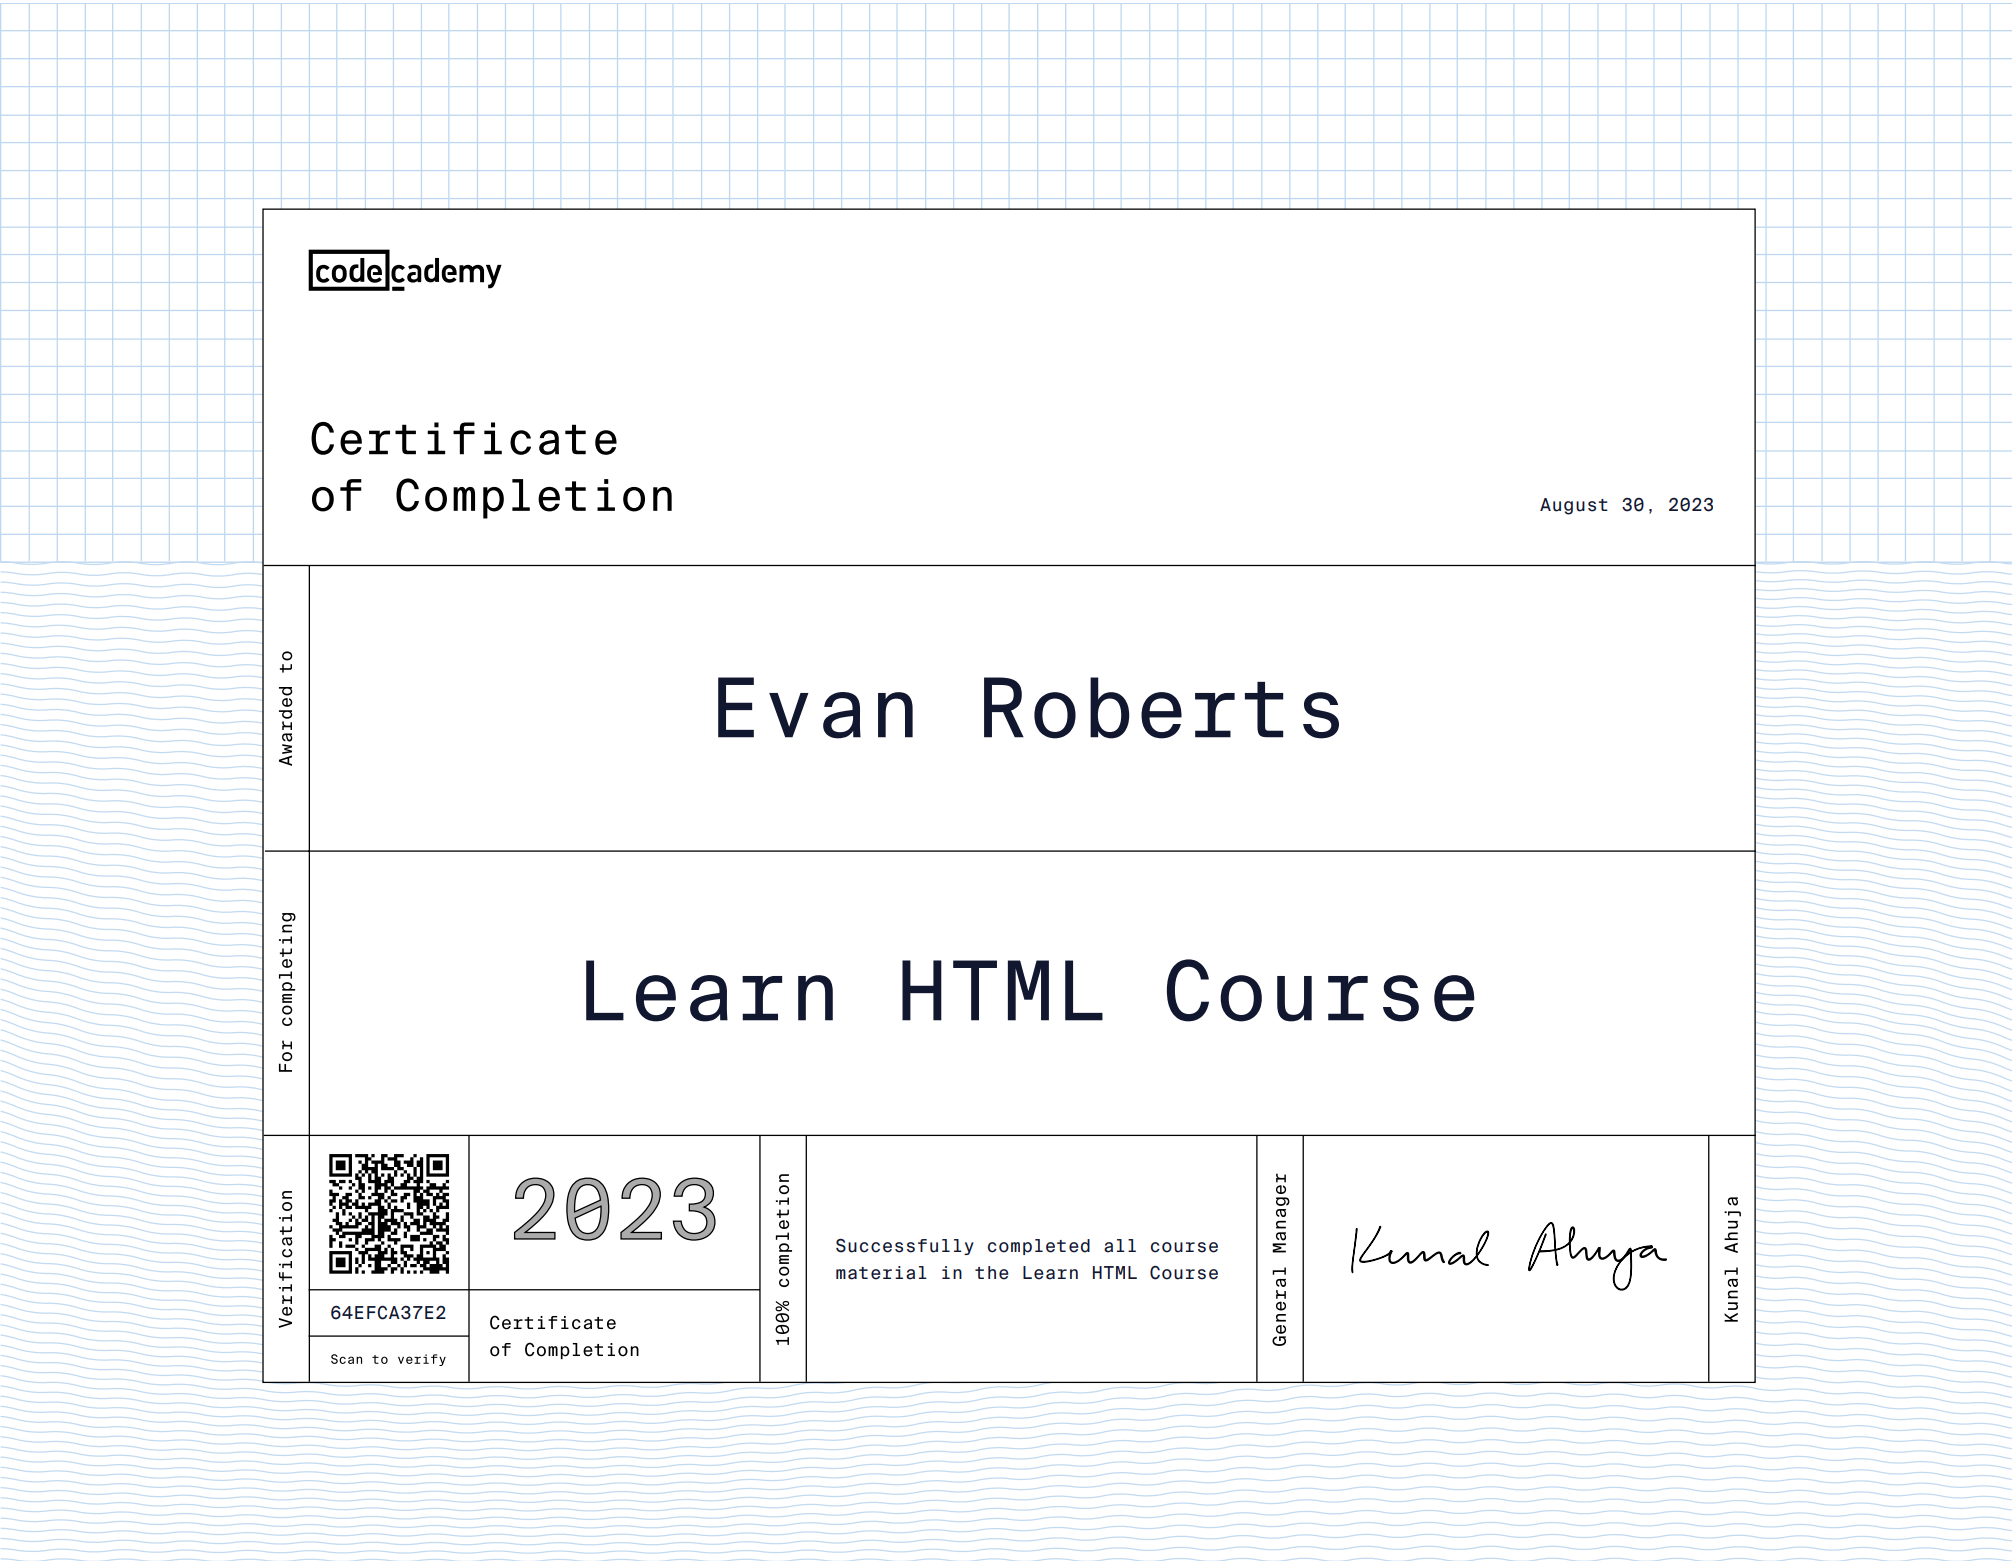 codecademy
Certificate
of Completion
August 30, 2023
Awarded to
Evan Roberts
For completing
Learn HTML Course
Verification
64EFCA37E2
Scan to verify
2023
Certificate
of Completion
100% completion
Successfully completed all course
material in the Learn HTML Course
General Manager
Kunal Ahuja
Kunal Ahuja